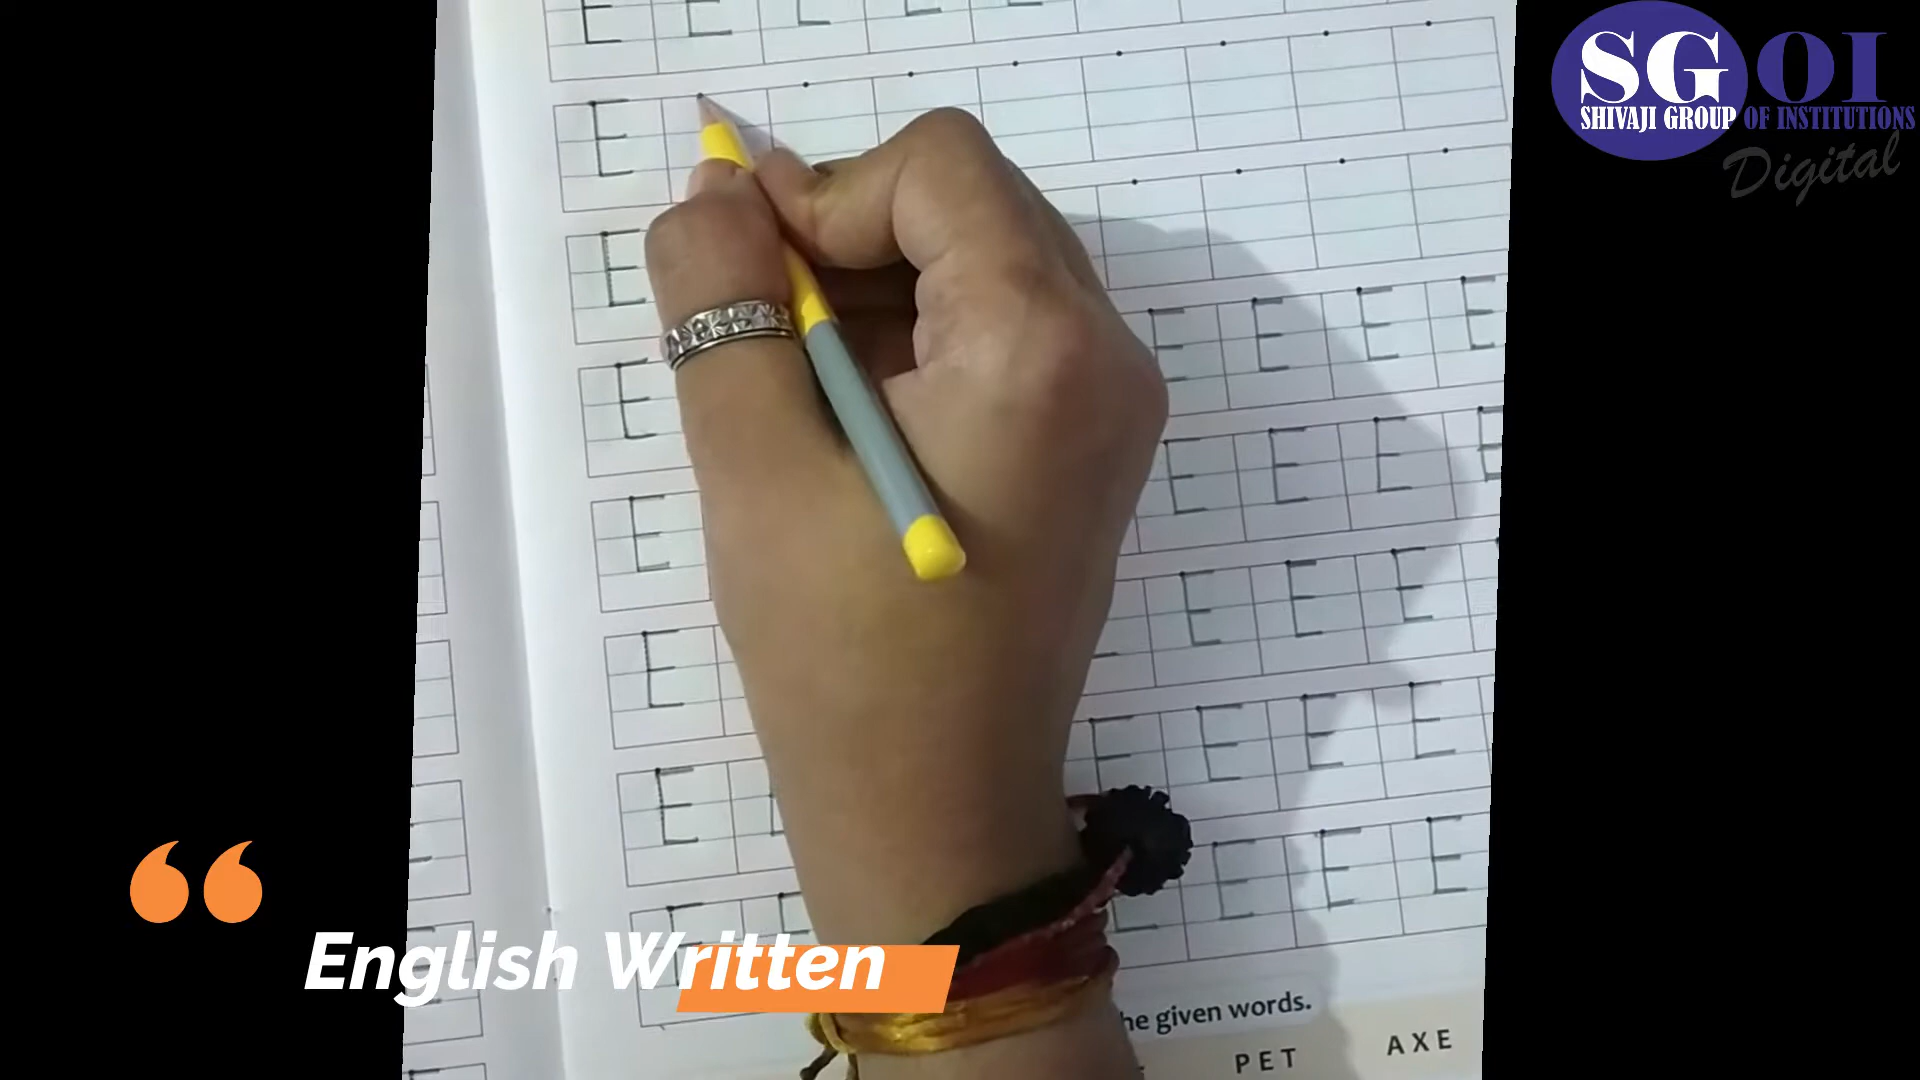 SGOI
SHIVAJI GROUP OF INSTITUTIONS
Digital
E E E E E
E
E
E E E E E
E E E E E
E E E E
E E E E E
E E E E E E
E E
“
English Written
he given words.
PET AXE